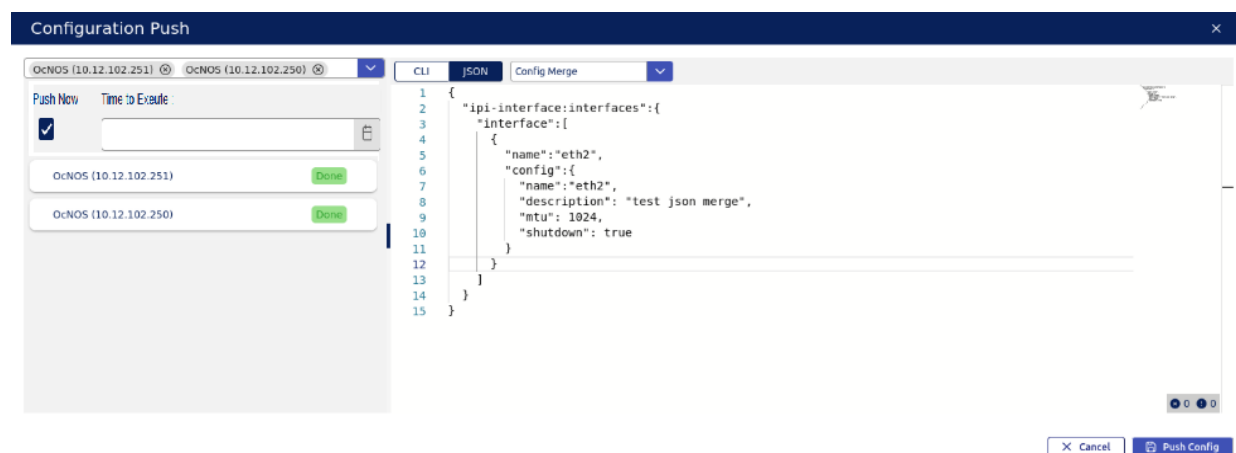 Configuration Push
OcNOS (10.12.102.251) OcNOS (10.12.102.250)
Push Now Time to Exeute :
OcNOS (10.12.102.251) Done
OcNOS (10.12.102.250) Done
CLI JSON Config Merge
1 {
2 "ipi-interface:interfaces":{
3 "interface":[
4 {
5 "name":"eth2",
6 "config":{
7 "name":"eth2",
8 "description": "test json merge",
9 "mtu": 1024,
10 "shutdown": true
11 }
12 }
13 ]
14 }
15 }
0 0
Cancel Push Config